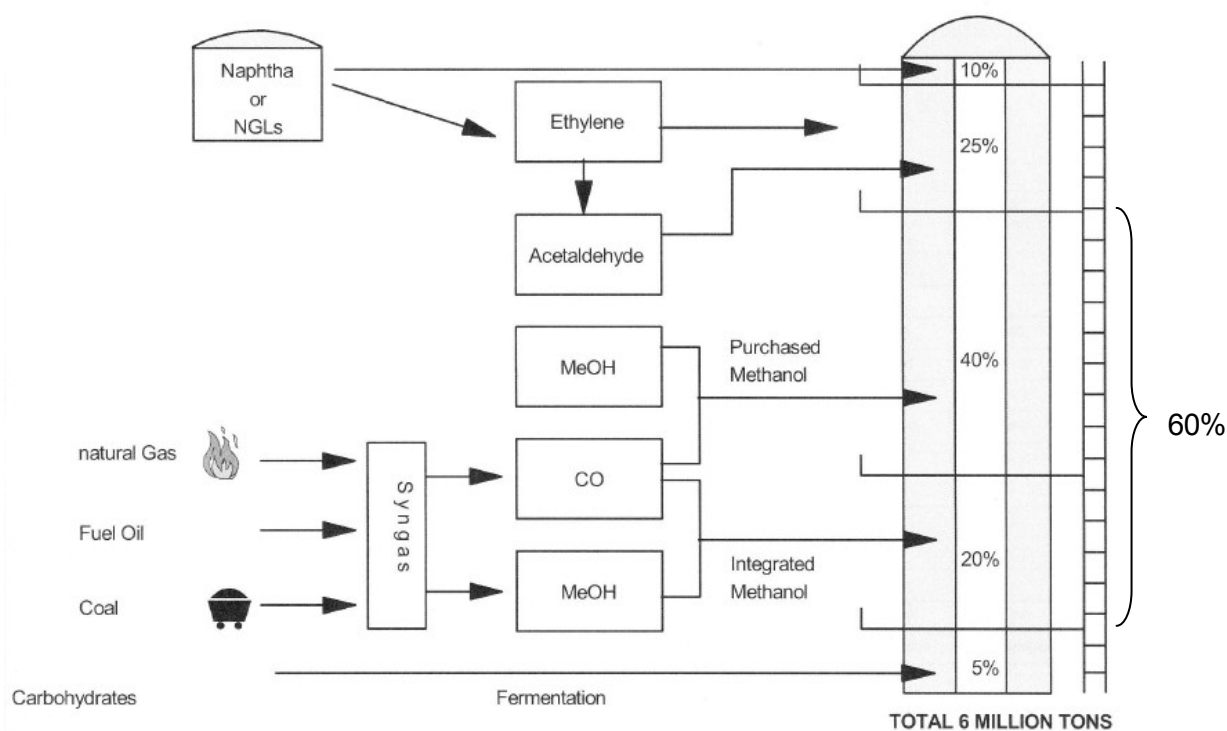 Naphtha
or
NGLs
10%
Ethylene
25%
Acetaldehyde
MeOH
Purchased
Methanol
40%
60%
natural Gas
Syngas
CO
Fuel Oil
Coal
MeOH
Integrated
Methanol
20%
5%
Carbohydrates
Fermentation
TOTAL 6 MILLION TONS